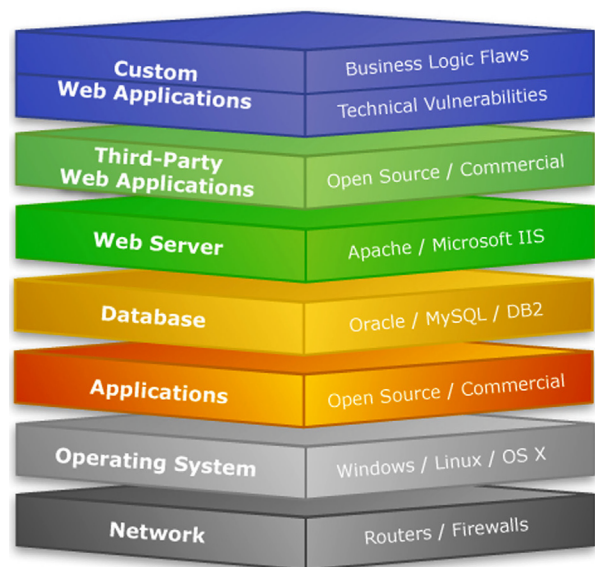 Custom
Web Applications
Business Logic Flaws
Technical Vulnerabilities
Third-Party
Web Applications
Open Source / Commercial
Web Server
Apache / Microsoft IIS
Database
Oracle / MySQL / DB2
Applications
Open Source / Commercial
Operating System
Windows / Linux / OS X
Network
Routers / Firewalls